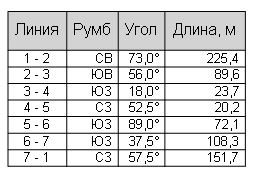 Линия Румб Угол Длина, м
1 - 2 СВ 73,0° 225,4
2 - 3 ЮВ 56,0° 89,6
3 - 4 ЮЗ 18,0° 23,7
4 - 5 СЗ 52,5° 20,2
5 - 6 ЮЗ 89,0° 72,1
6 - 7 ЮЗ 37,5° 108,3
7 - 1 СЗ 57,5° 151,7